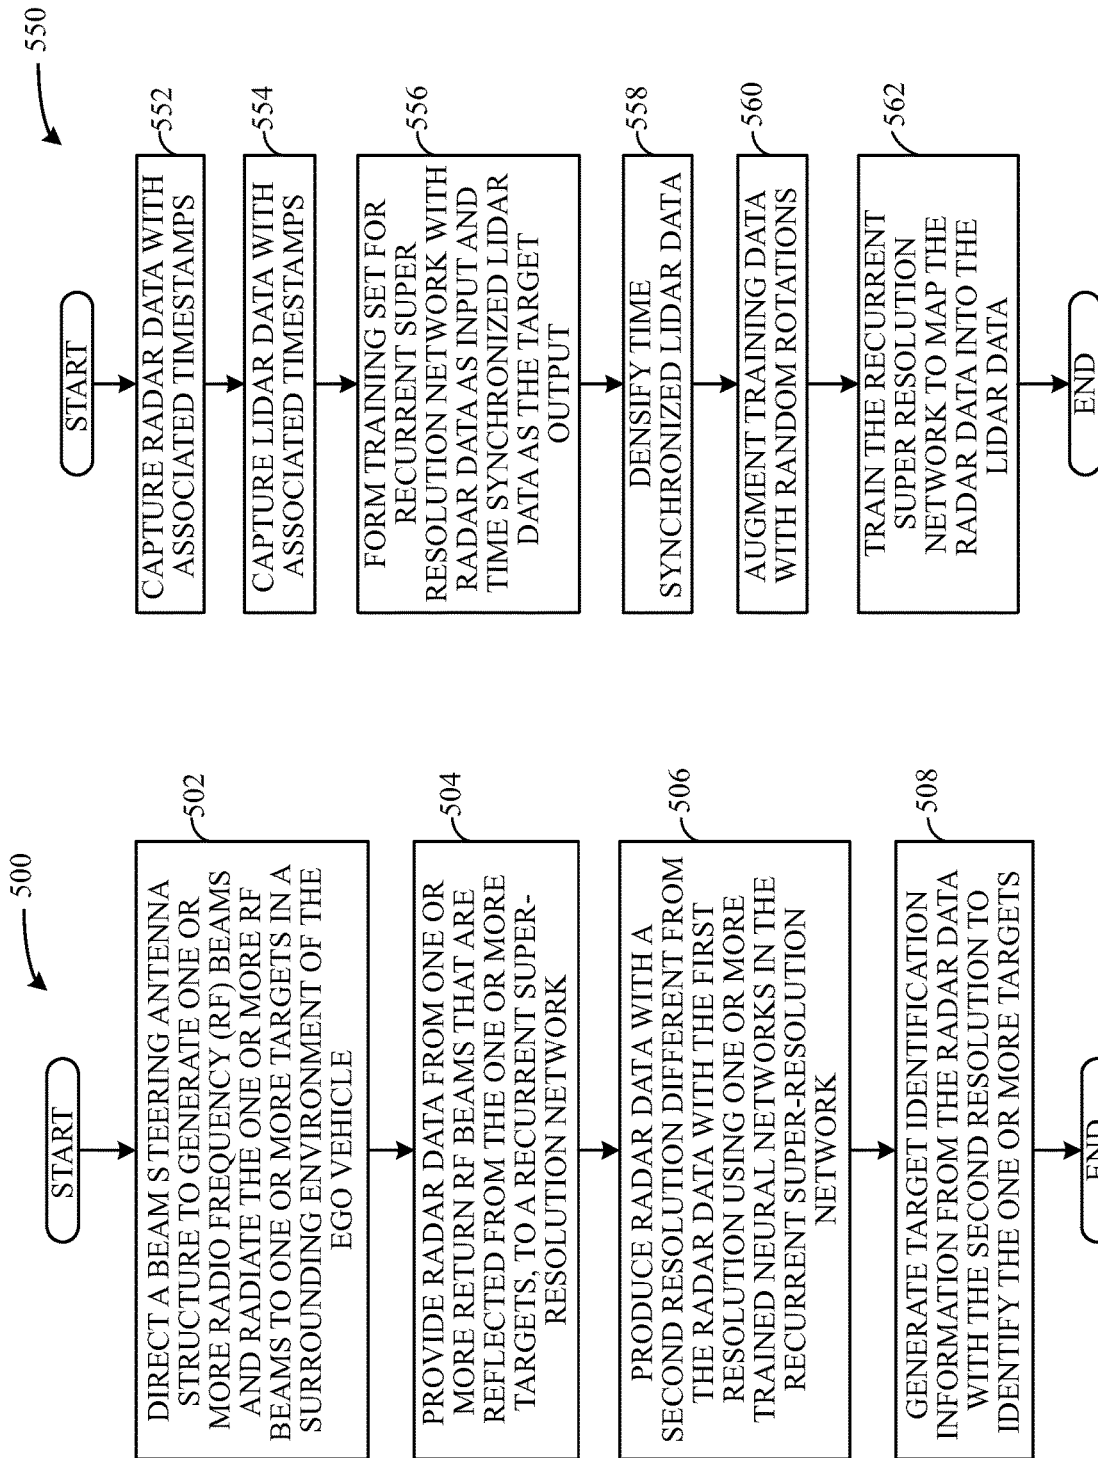 500
START
DIRECT A BEAM STEERING ANTENNA
STRUCTURE TO GENERATE ONE OR
MORE RADIO FREQUENCY (RF) BEAMS
AND RADIATE THE ONE OR MORE RF
BEAMS TO ONE OR MORE TARGETS IN A
SURROUNDING ENVIRONMENT OF THE
EGO VEHICLE
502
PROVIDE RADAR DATA FROM ONE OR
MORE RETURN RF BEAMS THAT ARE
REFLECTED FROM THE ONE OR MORE
TARGETS, TO A RECURRENT SUPER-
RESOLUTION NETWORK
504
PRODUCE RADAR DATA WITH A
SECOND RESOLUTION DIFFERENT FROM
THE RADAR DATA WITH THE FIRST
RESOLUTION USING ONE OR MORE
TRAINED NEURAL NETWORKS IN THE
RECURRENT SUPER-RESOLUTION
NETWORK
506
GENERATE TARGET IDENTIFICATION
INFORMATION FROM THE RADAR DATA
WITH THE SECOND RESOLUTION TO
IDENTIFY THE ONE OR MORE TARGETS
508
END
550
START
CAPTURE RADAR DATA WITH
ASSOCIATED TIMESTAMPS
552
CAPTURE LIDAR DATA WITH
ASSOCIATED TIMESTAMPS
554
FORM TRAINING SET FOR
RECURRENT SUPER
RESOLUTION NETWORK WITH
RADAR DATA AS INPUT AND
TIME SYNCHRONIZED LIDAR
DATA AS THE TARGET
OUTPUT
556
DENSIFY TIME
SYNCHRONIZED LIDAR DATA
558
AUGMENT TRAINING DATA
WITH RANDOM ROTATIONS
560
TRAIN THE RECURRENT
SUPER RESOLUTION
NETWORK TO MAP THE
RADAR DATA INTO THE
LIDAR DATA
562
END